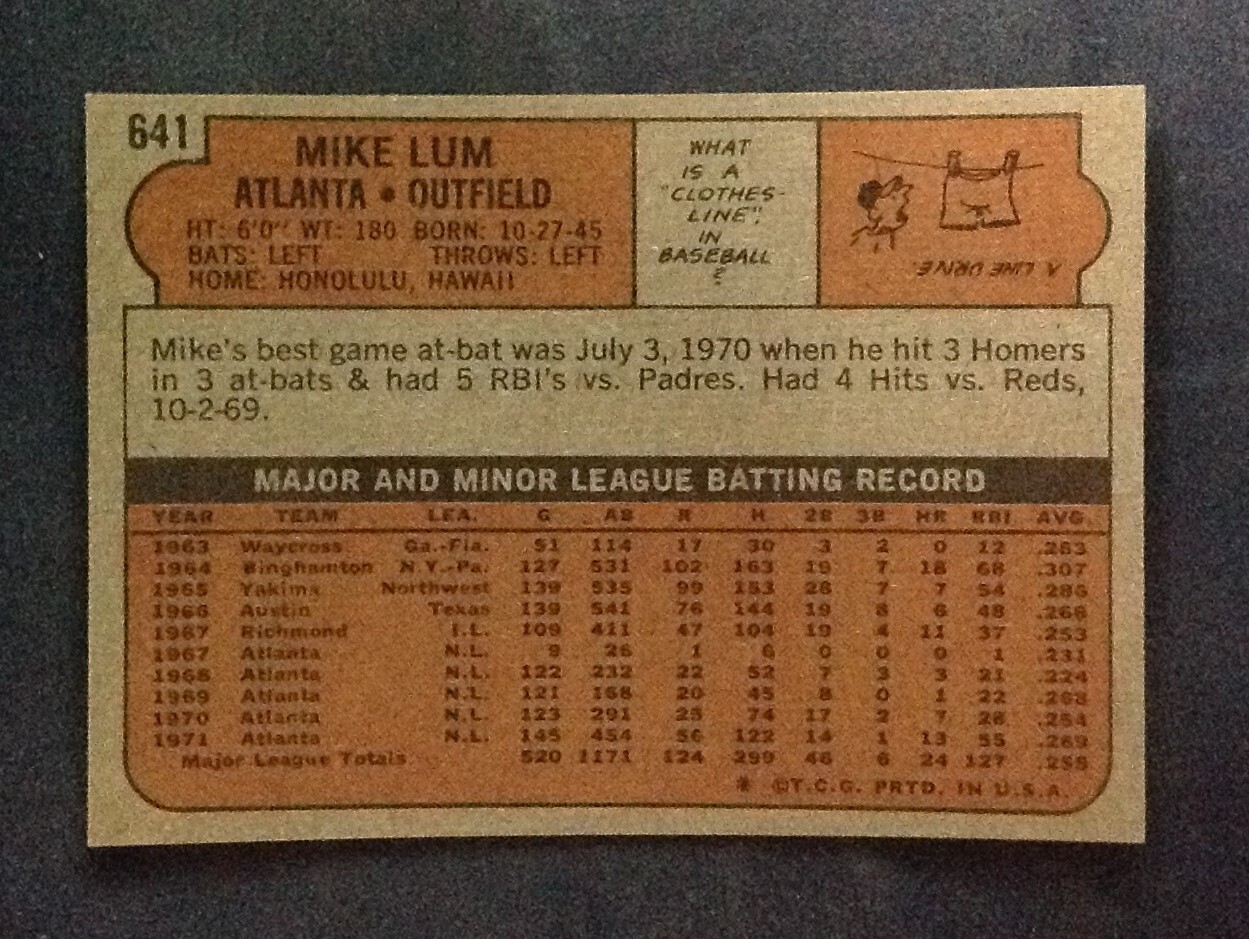 641
MIKE LUM
ATLANTA • OUTFIELD
HT: 6'0" WT: 180 BORN: 10-27-45
BATS: LEFT THROWS: LEFT
HOME: HONOLULU, HAWAII
WHAT
IS A
"CLOTHES-
LINE",
IN
BASEBALL
?
A LINE DRIVE.
Mike's best game at-bat was July 3, 1970 when he hit 3 Homers
in 3 at-bats & had 5 RBI's vs. Padres. Had 4 Hits vs. Reds,
10-2-69.
MAJOR AND MINOR LEAGUE BATTING RECORD
YEAR TEAM LEA. G AB R H 2B 3B HR RBI AVG.
1963 Waycross Ga.-Fla. 51 114 17 30 3 2 0 12 .263
1964 Binghamton N.Y.-Pa. 127 531 102 163 19 7 18 68 .307
1965 Yakima Northwest 139 535 99 153 26 7 7 54 .286
1966 Austin Texas 139 541 76 144 19 8 6 48 .266
1967 Richmond I.L. 109 411 47 104 19 4 11 37 .253
1967 Atlanta N.L. 9 26 1 6 0 0 0 1 .231
1968 Atlanta N.L. 122 232 22 52 7 3 3 21 .224
1969 Atlanta N.L. 121 168 20 45 8 0 1 22 .268
1970 Atlanta N.L. 123 291 25 74 17 2 7 28 .254
1971 Atlanta N.L. 145 454 56 122 14 1 13 55 .269
Major League Totals 520 1171 124 299 46 6 24 127 .255
* ©T.C.G. PRTD. IN U.S.A.